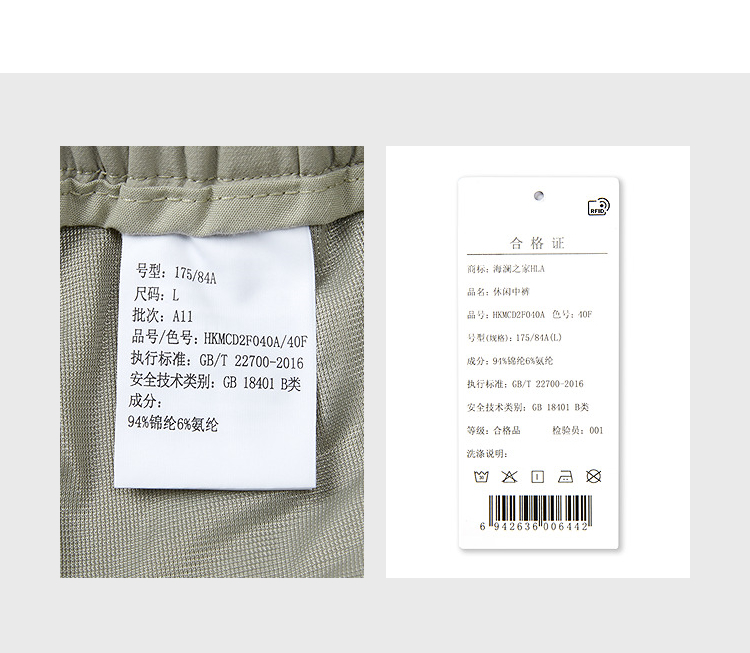 号型: 175/84A
尺码: L
批次: A11
品号/色号: HKMCD2F040A/40F
执行标准: GB/T 22700-2016
安全技术类别: GB 18401 B类
成分:
94%锦纶6%氨纶
RFID
合格证
商标: 海澜之家HLA
品名: 休闲中裤
品号: HKMCD2F040A 色号: 40F
号型(规格): 175/84A(L)
成分: 94%锦纶6%氨纶
执行标准: GB/T 22700-2016
安全技术类别: GB 18401 B类
等级: 合格品 检验员: 001
洗涤说明:
6 942636 006442